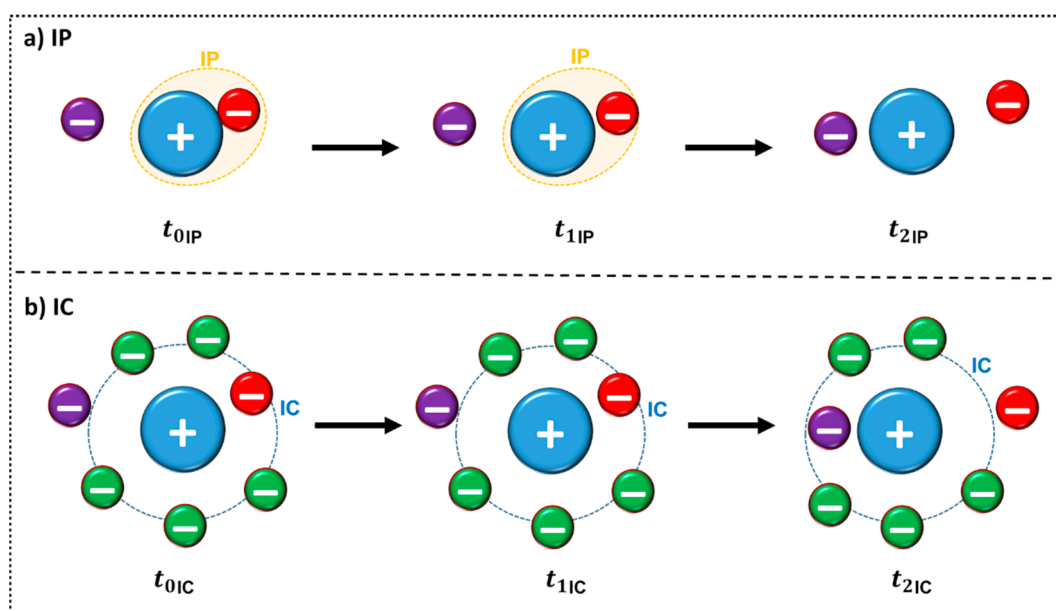 a) IP
IP
IP
− + − − + − − + −
t₀IP t₁IP t₂IP
b) IC
− − − − + − − −
IC
− − − − + − − −
IC
− − − − + − − −
IC
t₀IC t₁IC t₂IC